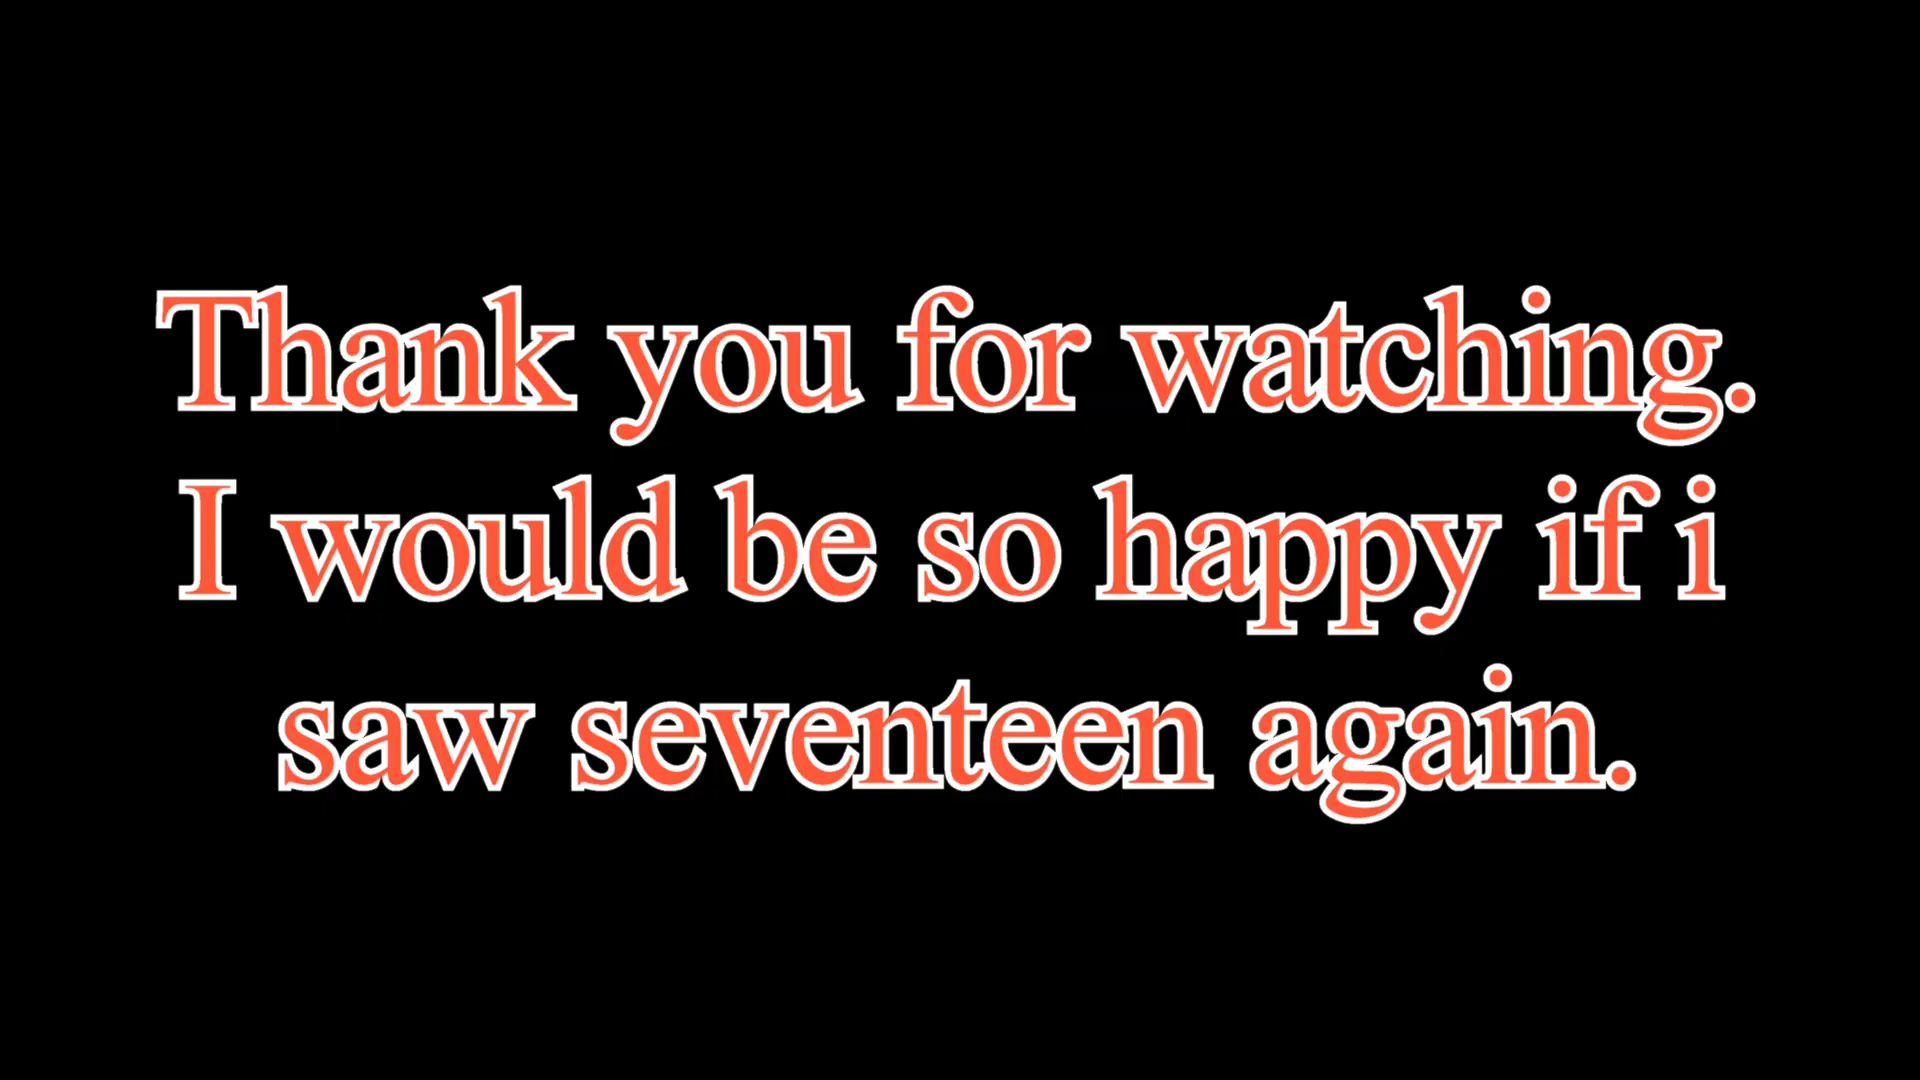 Thank you for watching.
I would be so happy if i
saw seventeen again.